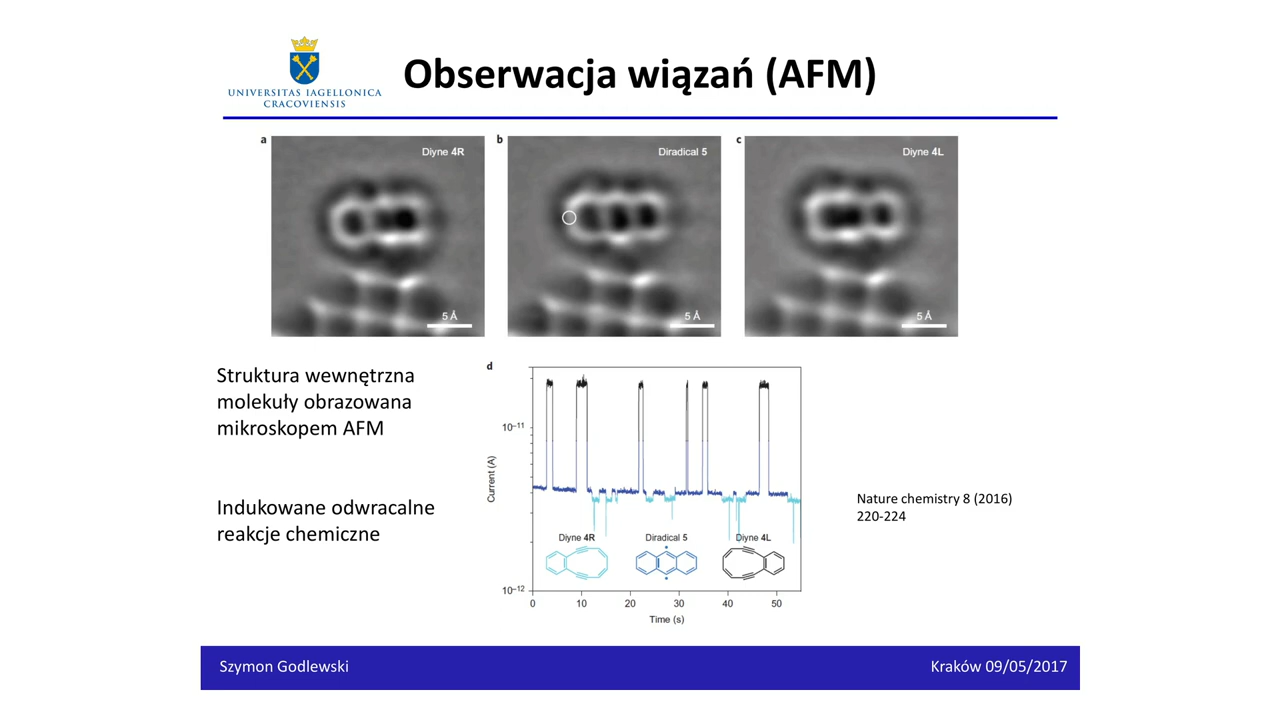 UNIVERSITAS IAGELLONICA
CRACOVIENSIS
Obserwacja wiązań (AFM)
a
Diyne 4R
5 Å
b
Diradical 5
5 Å
c
Diyne 4L
5 Å
Struktura wewnętrzna
molekuły obrazowana
mikroskopem AFM
Indukowane odwracalne
reakcje chemiczne
d
Current (A)
10⁻¹¹
10⁻¹²
Diyne 4R
Diradical 5
Diyne 4L
0 10 20 30 40 50
Time (s)
Nature chemistry 8 (2016)
220-224
Szymon Godlewski
Kraków 09/05/2017